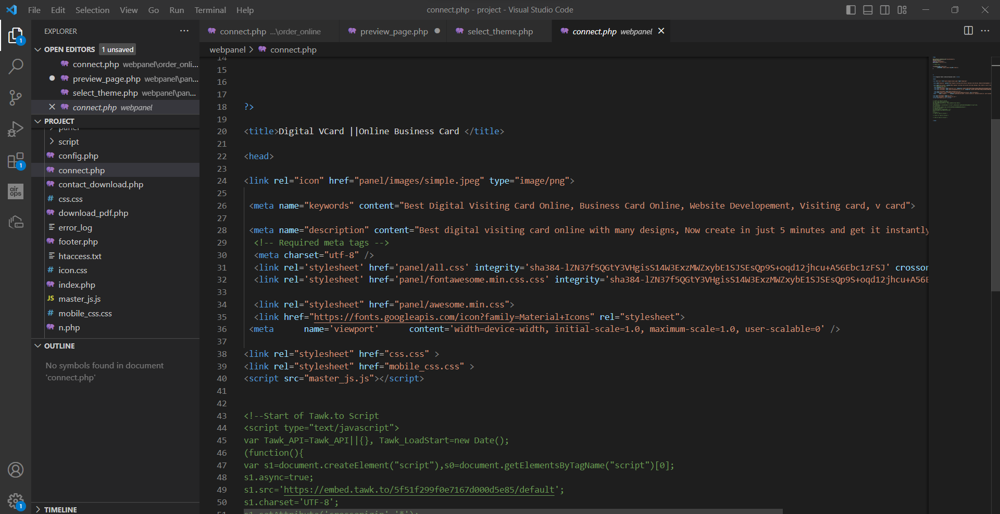 File Edit Selection View Go Run Terminal Help
connect.php - project - Visual Studio Code
EXPLORER
OPEN EDITORS 1 unsaved
connect.php webpanel\order_onli...
preview_page.php webpanel\pan...
select_theme.php webpanel\pan...
connect.php webpanel
PROJECT
panel
script
config.php
connect.php
contact_download.php
css.css
download_pdf.php
error_log
footer.php
htaccess.txt
icon.css
index.php
master_js.js
mobile_css.css
n.php
OUTLINE
No symbols found in document
'connect.php'
TIMELINE
1
1
air
ops
1
connect.php ...\order_online
preview_page.php
select_theme.php
connect.php webpanel
webpanel > connect.php
14
15
16
17
18 ?>
19
20 <title>Digital VCard ||Online Business Card </title>
21
22 <head>
23
24 <link rel="icon" href="panel/images/simple.jpeg" type="image/png">
25
26 <meta name="keywords" content="Best Digital Visiting Card Online, Business Card Online, Website Developement, Visiting card, v card">
27
28 <meta name="description" content="Best digital visiting card online with many designs, Now create in just 5 minutes and get it instantly
29 <!-- Required meta tags -->
30 <meta charset="utf-8" />
31 <link rel='stylesheet' href='panel/all.css' integrity='sha384-lZN37f5QGtY3VHgisS14W3ExzMWZxybE1SJSEsQp9S+oqd12jhcu+A56Ebc1zFSJ' crossor
32 <link rel='stylesheet' href='panel/fontawesome.min.css.css' integrity='sha384-lZN37f5QGtY3VHgisS14W3ExzMWZxybE1SJSEsQp9S+oqd12jhcu+A56E
33
34 <link rel="stylesheet" href="panel/awesome.min.css">
35 <link href="https://fonts.googleapis.com/icon?family=Material+Icons" rel="stylesheet">
36 <meta name='viewport' content='width=device-width, initial-scale=1.0, maximum-scale=1.0, user-scalable=0' />
37
38 <link rel="stylesheet" href="css.css" >
39 <link rel="stylesheet" href="mobile_css.css" >
40 <script src="master_js.js"></script>
41
42
43 <!--Start of Tawk.to Script
44 <script type="text/javascript">
45 var Tawk_API=Tawk_API||{}, Tawk_LoadStart=new Date();
46 (function(){
47 var s1=document.createElement("script"),s0=document.getElementsByTagName("script")[0];
48 s1.async=true;
49 s1.src='https://embed.tawk.to/5f51f299f0e7167d000d5e85/default';
50 s1.charset='UTF-8';
51 s1.setAttribute('crossorigin','*');